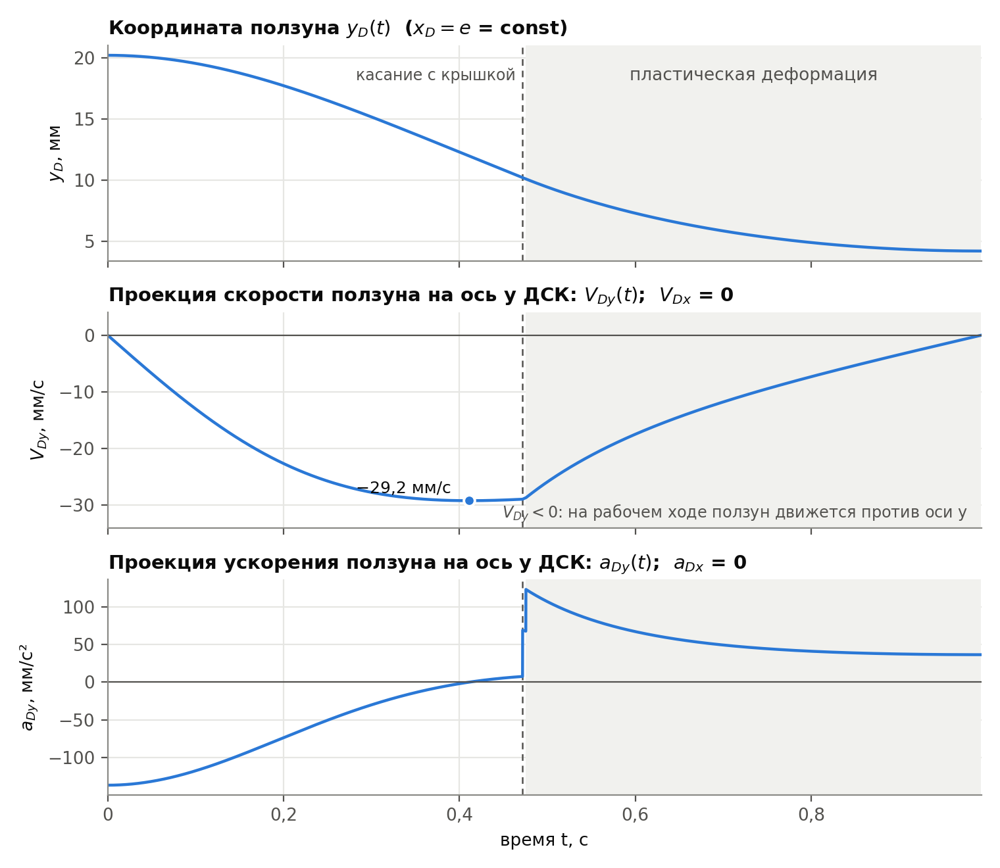 Координата ползуна y_D(t) (x_D = e = const)
20
15
10
5
y_D, мм
касание с крышкой
пластическая деформация
Проекция скорости ползуна на ось y ДСК: V_Dy(t); V_Dx = 0
0
−10
−20
−30
V_Dy, мм/с
−29,2 мм/с
V_Dy < 0: на рабочем ходе ползун движется против оси y
Проекция ускорения ползуна на ось y ДСК: a_Dy(t); a_Dx = 0
100
50
0
−50
−100
a_Dy, мм/с²
0 0,2 0,4 0,6 0,8
время t, с